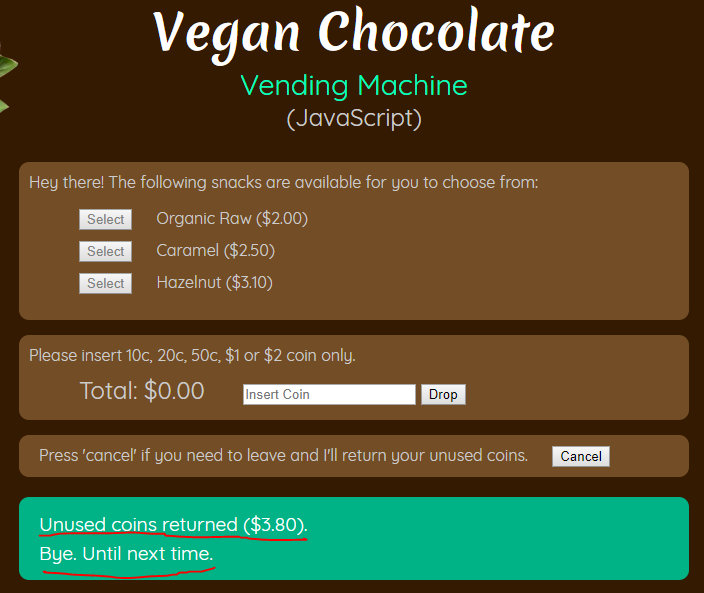 Vegan Chocolate
Vending Machine
(JavaScript)
Hey there! The following snacks are available for you to choose from:
Select Organic Raw ($2.00)
Select Caramel ($2.50)
Select Hazelnut ($3.10)
Please insert 10c, 20c, 50c, $1 or $2 coin only.
Total: $0.00 Insert Coin Drop
Press 'cancel' if you need to leave and I'll return your unused coins. Cancel
Unused coins returned ($3.80).
Bye. Until next time.